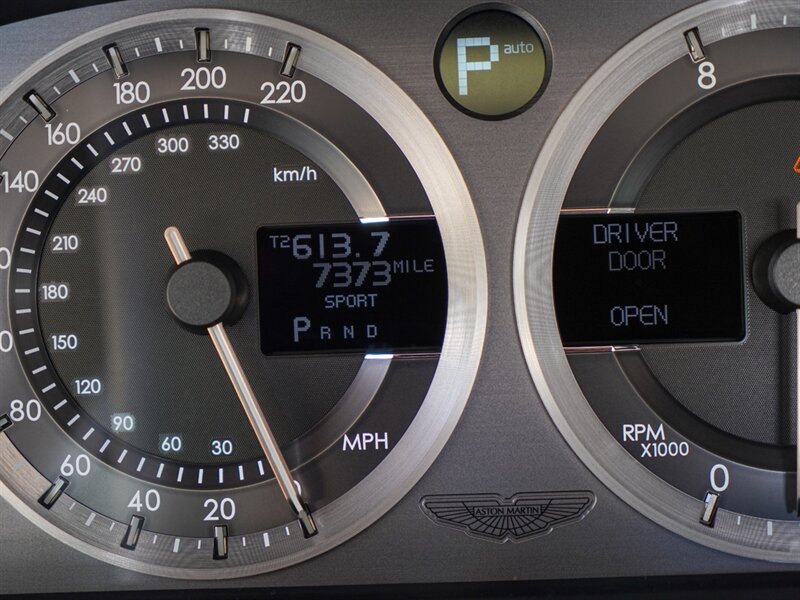 P auto
8
220
200
180
160
140
80
60
40
20
0
MPH
km/h
330
300
270
240
210
180
150
120
90
60
30
T2 613.7
7373 MILE
SPORT
P R N D
DRIVER
DOOR
OPEN
RPM
X1000
0
ASTON MARTIN